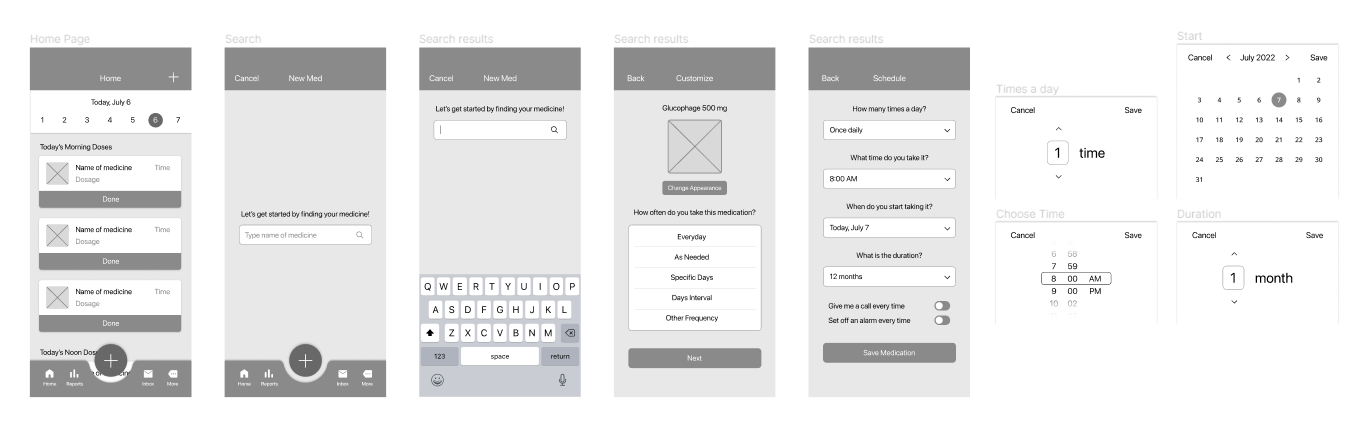 Home Page
Home
Today, July 6
1 2 3 4 5 6 7
Today's Morning Doses
Name of medicine Time
Dosage
Done
Name of medicine Time
Dosage
Done
Name of medicine Time
Dosage
Done
Today's Noon Dos
Home Reports Inbox More
Search
Cancel New Med
Let's get started by finding your medicine!
Type name of medicine
Home Reports Inbox More
Search results
Cancel New Med
Let's get started by finding your medicine!
Q W E R T Y U I O P
A S D F G H J K L
Z X C V B N M
123 space return
Search results
Back Customize
Glucophage 500 mg
Change Appearance
How often do you take this medication?
Everyday
As Needed
Specific Days
Days Interval
Other Frequency
Next
Search results
Back Schedule
How many times a day?
Once daily
What time do you take it?
8:00 AM
When do you start taking it?
Today, July 7
What is the duration?
12 months
Give me a call every time
Set off an alarm every time
Save Medication
Times a day
Cancel Save
1 time
Choose Time
Cancel Save
6 58
7 59
8 00 AM
9 00 PM
10 02
Start
Cancel < July 2022 > Save
1 2
3 4 5 6 7 8 9
10 11 12 13 14 15 16
17 18 19 20 21 22 23
24 25 26 27 28 29 30
31
Duration
Cancel Save
1 month